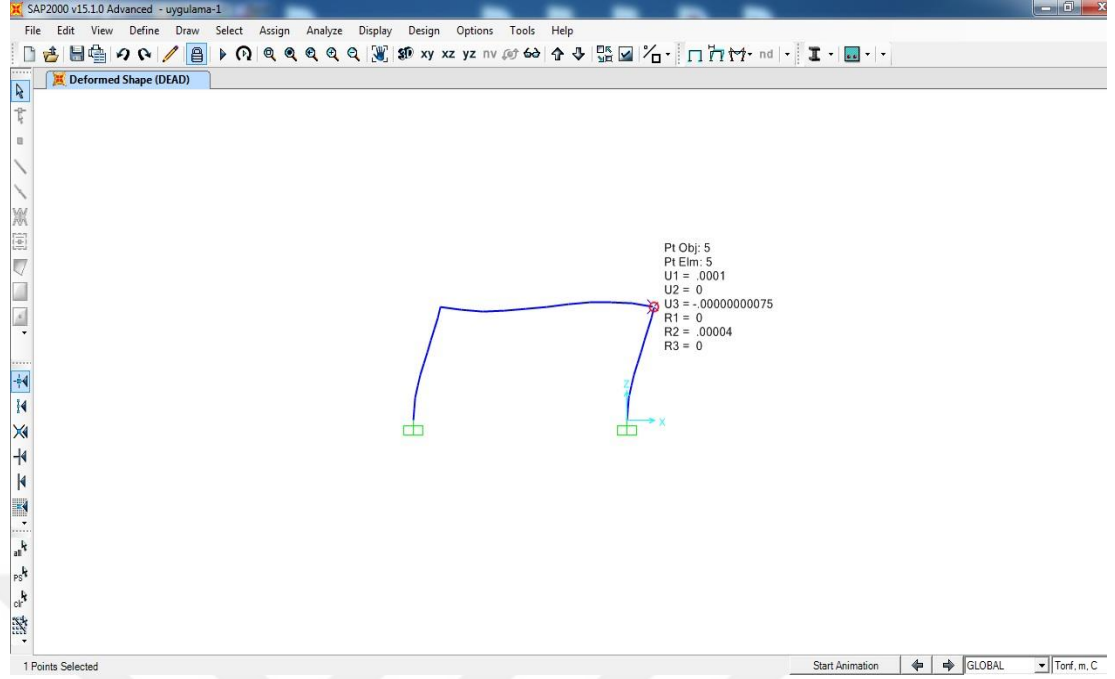 SAP2000 v15.1.0 Advanced - uygulama-1
File Edit View Define Draw Select Assign Analyze Display Design Options Tools Help
3D xy xz yz nv nd
Deformed Shape (DEAD)
Pt Obj: 5
Pt Elm: 5
U1 = .0001
U2 = 0
U3 = -.00000000075
R1 = 0
R2 = .00004
R3 = 0
Z
X
all
PS
clr
1 Points Selected
Start Animation
GLOBAL
Tonf, m, C